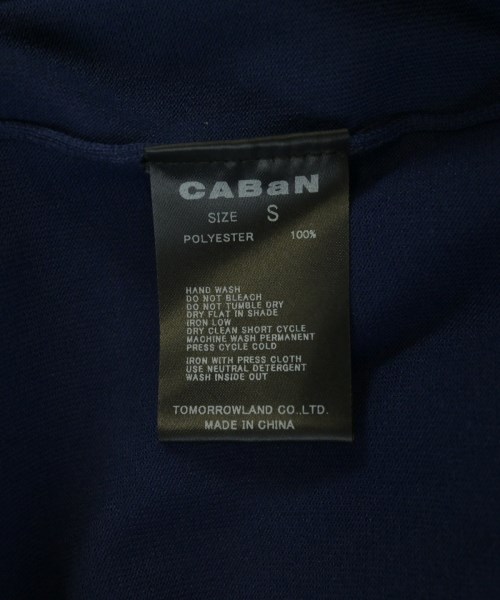 CABaN
SIZE S
POLYESTER 100%
HAND WASH
DO NOT BLEACH
DO NOT TUMBLE DRY
DRY FLAT IN SHADE
IRON LOW
DRY CLEAN SHORT CYCLE
MACHINE WASH PERMANENT
PRESS CYCLE COLD
IRON WITH PRESS CLOTH
USE NEUTRAL DETERGENT
WASH INSIDE OUT
TOMORROWLAND CO.,LTD.
MADE IN CHINA